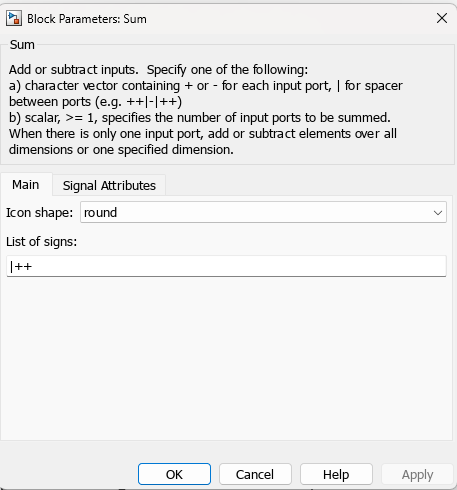 Block Parameters: Sum
Sum
Add or subtract inputs.  Specify one of the following:
a) character vector containing + or - for each input port, | for spacer
between ports (e.g. ++|-|++)
b) scalar, >= 1, specifies the number of input ports to be summed.
When there is only one input port, add or subtract elements over all
dimensions or one specified dimension.
Main
Signal Attributes
Icon shape: round
List of signs:
|++
OK
Cancel
Help
Apply